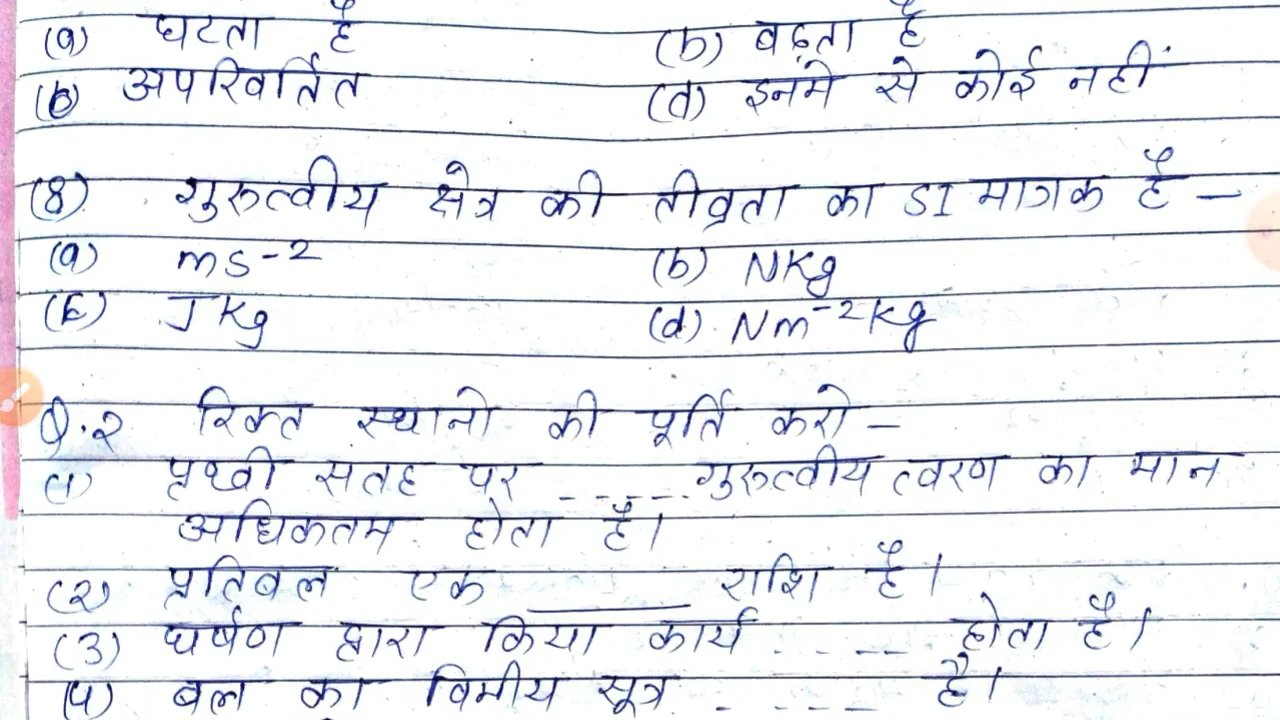 (a) घटता है (b) बढ़ता है
(c) अपरिवर्तित (d) इनमे से कोई नहीं
(8) गुरुत्वीय क्षेत्र की तीव्रता का SI मात्रक है –
(a) ms-2 (b) NKg
(c) JKg (d) Nm-2Kg
Q.2 रिक्त स्थानो की पूर्ति करो –
(1) पृथ्वी सतह पर ----- गुरुत्वीय त्वरण का मान
अधिकतम होता है।
(2) प्रतिबल एक ______ राशि है।
(3) घर्षण द्वारा किया कार्य ----- होता है।
(4) बल का विमीय सूत्र ----- है।